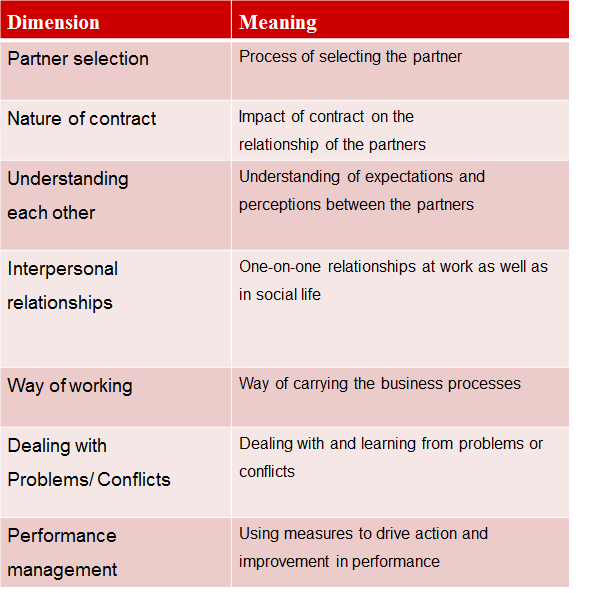 Dimension
Meaning
Partner selection
Process of selecting the partner
Nature of contract
Impact of contract on the
relationship of the partners
Understanding
each other
Understanding of expectations and
perceptions between the partners
Interpersonal
relationships
One-on-one relationships at work as well as
in social life
Way of working
Way of carrying the business processes
Dealing with
Problems/ Conflicts
Dealing with and learning from problems or
conflicts
Performance
management
Using measures to drive action and
improvement in performance